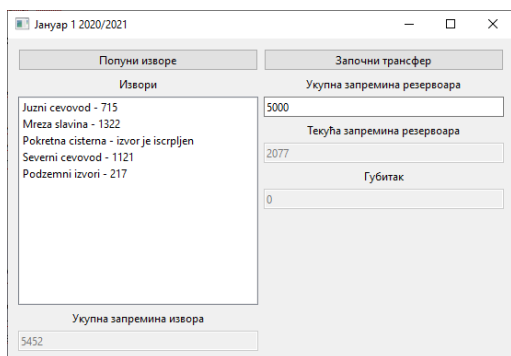 Јануар 1 2020/2021
Попуни изворе
Започни трансфер
Извори
Juzni cevovod - 715
Mreza slavina - 1322
Pokretna cisterna - izvor je iscrpljen
Severni cevovod - 1121
Podzemni izvori - 217
Укупна запремина извора
5452
Укупна запремина резервоара
5000
Текућа запремина резервоара
2077
Губитак
0